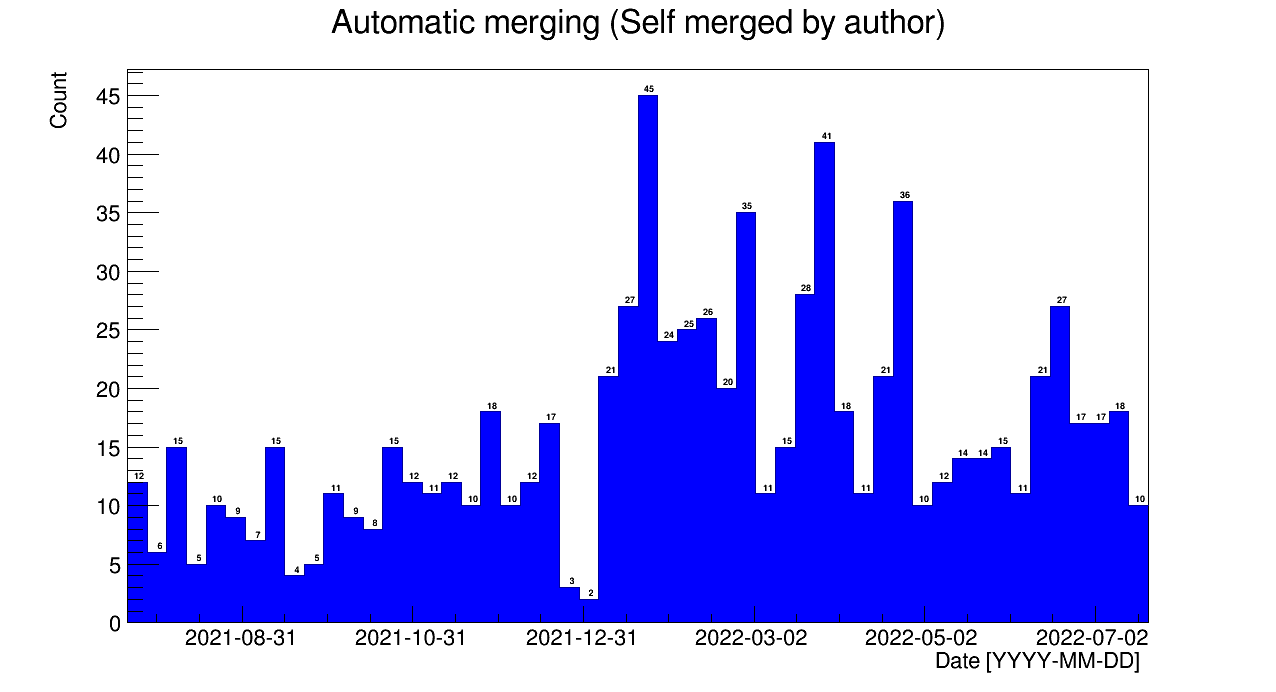 Automatic merging (Self merged by author)
Count
45
40
35
30
25
20
15
10
5
0
12 6 15 5 10 9 7 15 4 5 11 9 8 15 12 11 12 10 18 10 12 17 3 2 21 27 45 24 25 26 20 35 11 15 28 41 18 11 21 36 10 12 14 14 15 11 21 27 17 17 18 10
2021-08-31 2021-10-31 2021-12-31 2022-03-02 2022-05-02 2022-07-02
Date [YYYY-MM-DD]